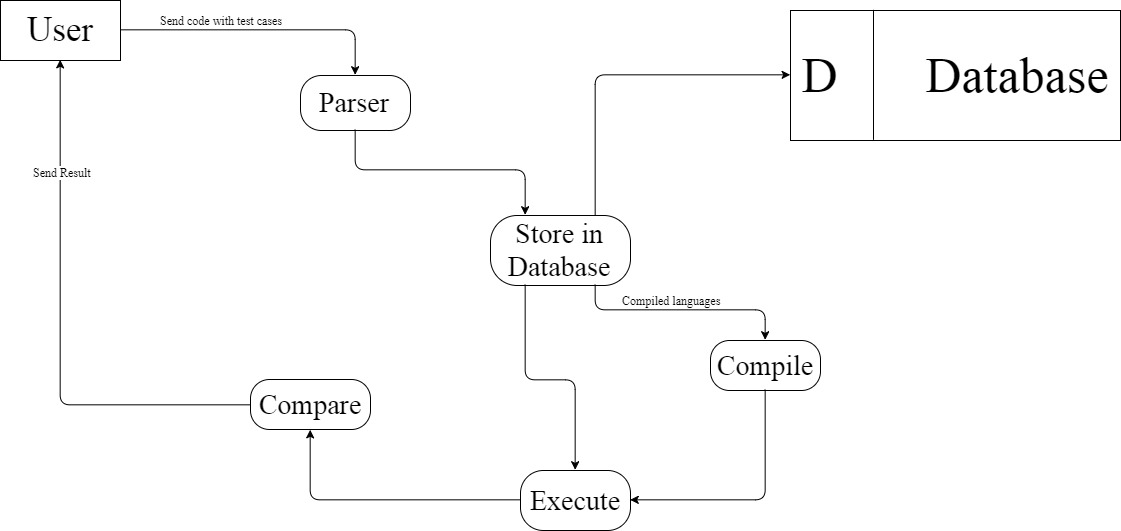 User
Send code with test cases
Parser
D
Database
Send Result
Store in
Database
Compiled languages
Compile
Compare
Execute